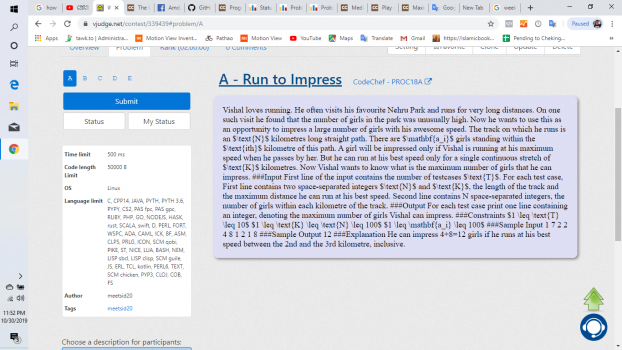 how
The
Amo
GitH
Prog
Stat
Prob
Prob
Med
Play
Max
Goog
New Tab
weel
vjudge.net/contest/339439#problem/A
Paused
Apps
tawk.to | Administra...
Motion View Invent...
Pathao
Motion View
YouTube
Maps
Translate
Gmail
https://islamicbook...
Pending to Cheking...
Overview Problem Rank (02:00:00) 0 Comments
Setting Favorite Clone Update Delete
A B C D E
Submit
Status My Status
Time limit 500 ms
Code length Limit 50000 B
OS Linux
Language limit C, CPP14, JAVA, PYTH, PYTH 3.6,
PYPY, CS2, PAS fpc, PAS gpc,
RUBY, PHP, GO, NODEJS, HASK,
rust, SCALA, swift, D, PERL, FORT,
WSPC, ADA, CAML, ICK, BF, ASM,
CLPS, PRLG, ICON, SCM qobi,
PIKE, ST, NICE, LUA, BASH, NEM,
LISP sbcl, LISP clisp, SCM guile,
JS, ERL, TCL, kotlin, PERL6, TEXT,
SCM chicken, PYP3, CLOJ, COB,
FS
Author meetsid20
Tags meetsid20
Choose a description for participants:
A - Run to Impress CodeChef - PROC18A
Vishal loves running. He often visits his favourite Nehru Park and runs for very long distances. On one
such visit he found that the number of girls in the park was unusually high. Now he wants to use this as
an opportunity to impress a large number of girls with his awesome speed. The track on which he runs is
an $\text{N}$ kilometres long straight path. There are $\mathbf{a_i}$ girls standing within the
$\text{ith}$ kilometre of this path. A girl will be impressed only if Vishal is running at his maximum
speed when he passes by her. But he can run at his best speed only for a single continuous stretch of
$\text{K}$ kilometres. Now Vishal wants to know what is the maximum number of girls that he can
impress. ###Input First line of the input contains the number of testcases $\text{T}$. For each test case,
First line contains two space-separated integers $\text{N}$ and $\text{K}$, the length of the track and
the maximum distance he can run at his best speed. Second line contains N space-separated integers, the
number of girls within each kilometre of the track. ###Output For each test case print one line containing
an integer, denoting the maximum number of girls Vishal can impress. ###Constraints $1 \leq \text{T}
\leq 10$ $1 \leq \text{K} \leq \text{N} \leq 100$ $1 \leq \mathbf{a_i} \leq 100$ ###Sample Input 1 7 2 2
4 8 1 2 1 8 ###Sample Output 12 ###Explanation He can impress 4+8=12 girls if he runs at his best
speed between the 2nd and the 3rd kilometre, inclusive.
11:52 PM
10/30/2019